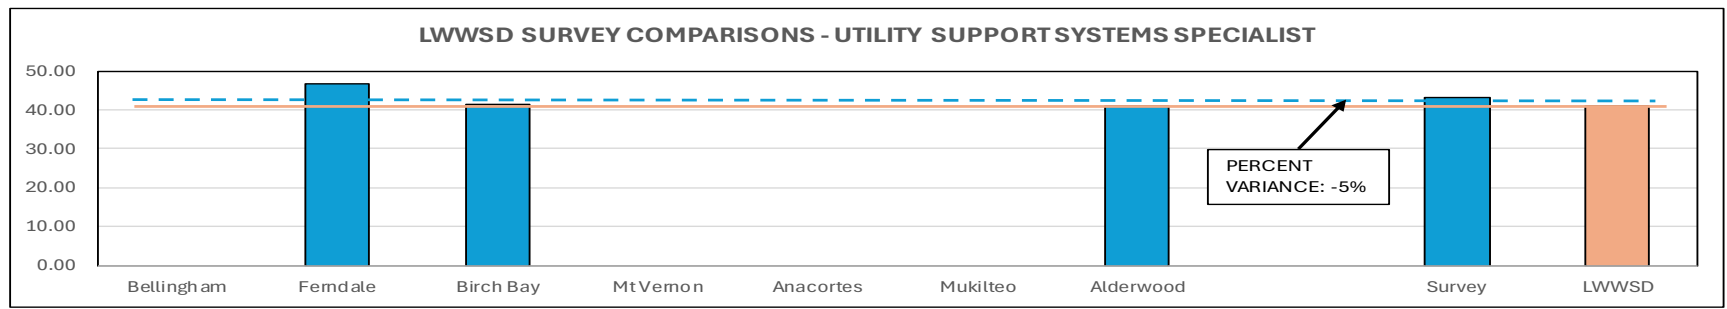 LWWSD SURVEY COMPARISONS - UTILITY SUPPORT SYSTEMS SPECIALIST
50.00
40.00
30.00
20.00
10.00
0.00
PERCENT
VARIANCE: -5%
Bellingham Ferndale Birch Bay Mt Vernon Anacortes Mukilteo Alderwood Survey LWWSD